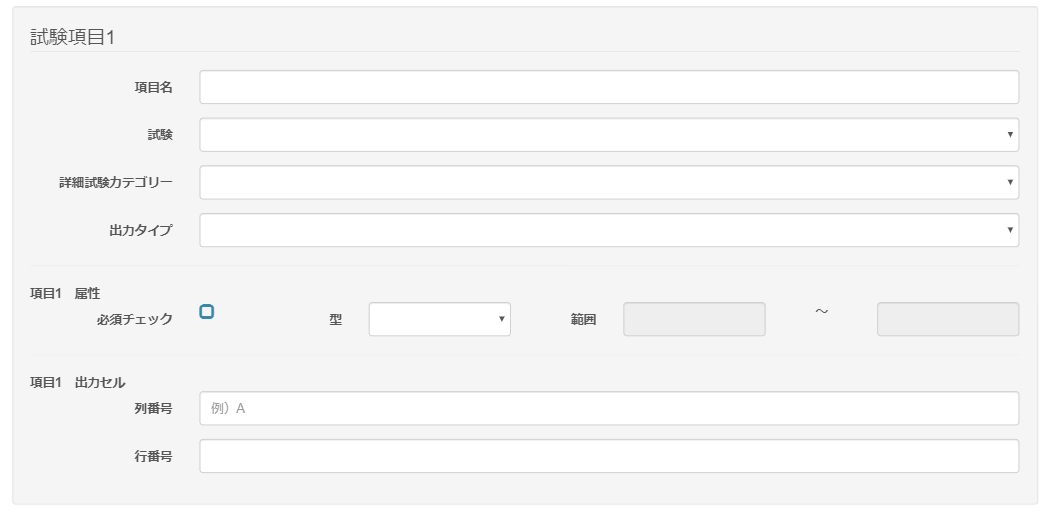 試験項目1
項目名
試験
詳細試験カテゴリー
出力タイプ
項目1　属性
必須チェック　型　範囲　～
項目1　出力セル
列番号　例）A
行番号